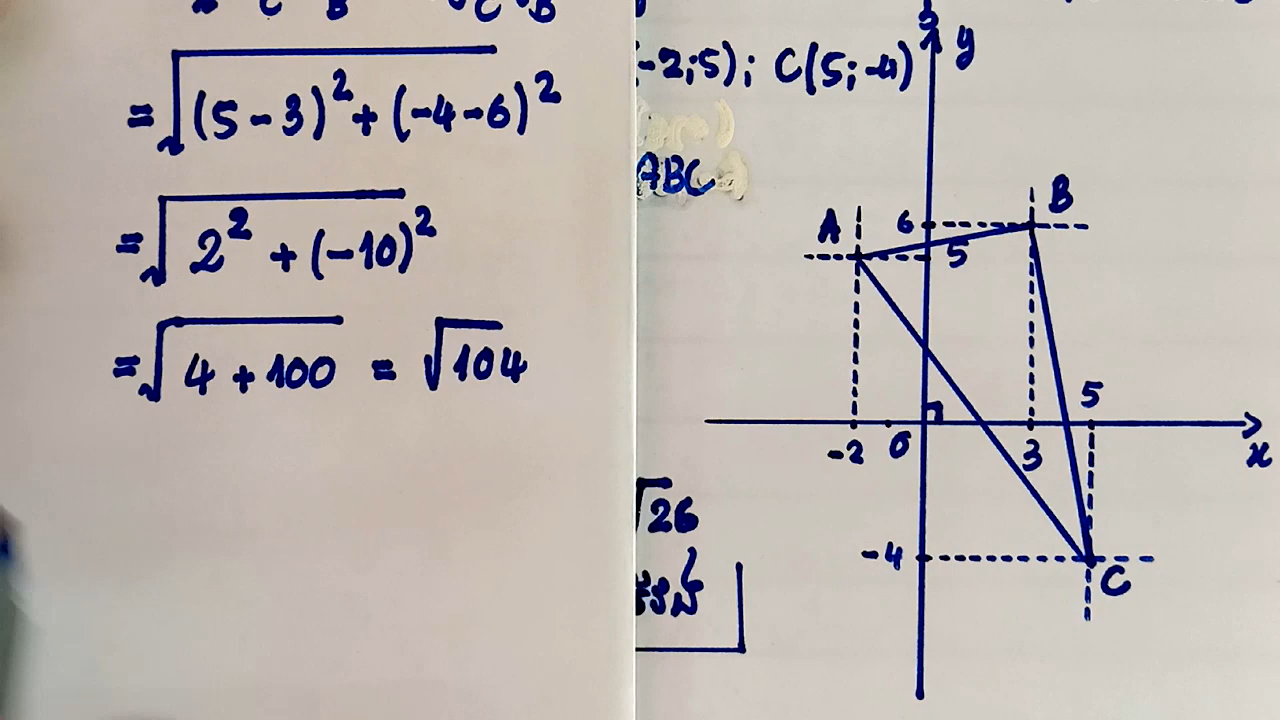 = √(5-3)² + (-4-6)²
= √2² + (-10)²
= √4 + 100 = √104
(-2;5); C(5;-4)
ABC
√26
y
B
A
6
5
5
-2
0
3
x
-4
C